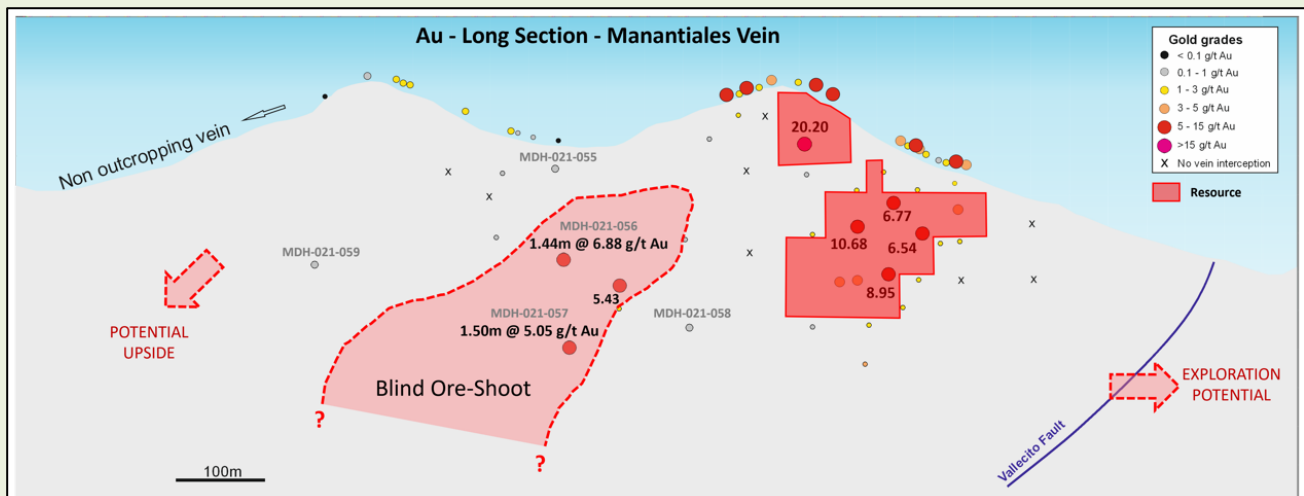 Au - Long Section - Manantiales Vein
Gold grades
< 0.1 g/t Au
0.1 - 1 g/t Au
1 - 3 g/t Au
3 - 5 g/t Au
5 - 15 g/t Au
>15 g/t Au
X No vein interception
Resource
Non outcropping vein
X
X
X
X
X
X
X
X
20.20
MDH-021-055
MDH-021-056
1.44m @ 6.88 g/t Au
MDH-021-059
5.43
MDH-021-057
1.50m @ 5.05 g/t Au
MDH-021-058
6.77
10.68
6.54
8.95
POTENTIAL
UPSIDE
Blind Ore-Shoot
?
?
EXPLORATION
POTENTIAL
Vallecito Fault
100m